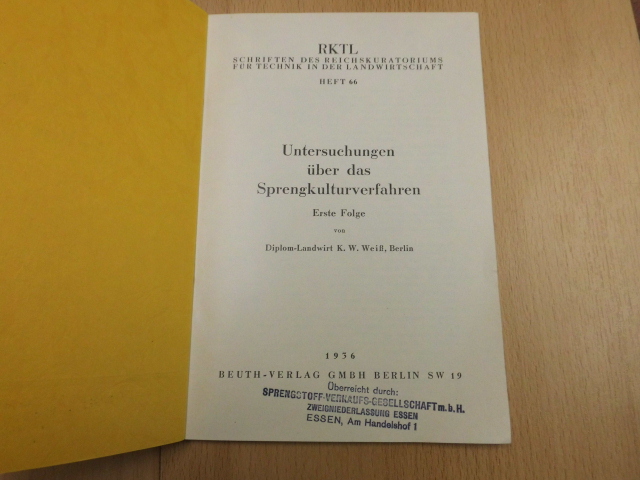 RKTL
SCHRIFTEN DES REICHSKURATORIUMS
FÜR TECHNIK IN DER LANDWIRTSCHAFT
HEFT 66
Untersuchungen
über das
Sprengkulturverfahren
Erste Folge
von
Diplom-Landwirt K. W. Weiß, Berlin
1936
BEUTH-VERLAG GMBH BERLIN SW 19
Überreicht durch:
SPRENGSTOFF-VERKAUFS-GESELLSCHAFT m.b.H.
ZWEIGNIEDERLASSUNG ESSEN
ESSEN, Am Handelshof 1